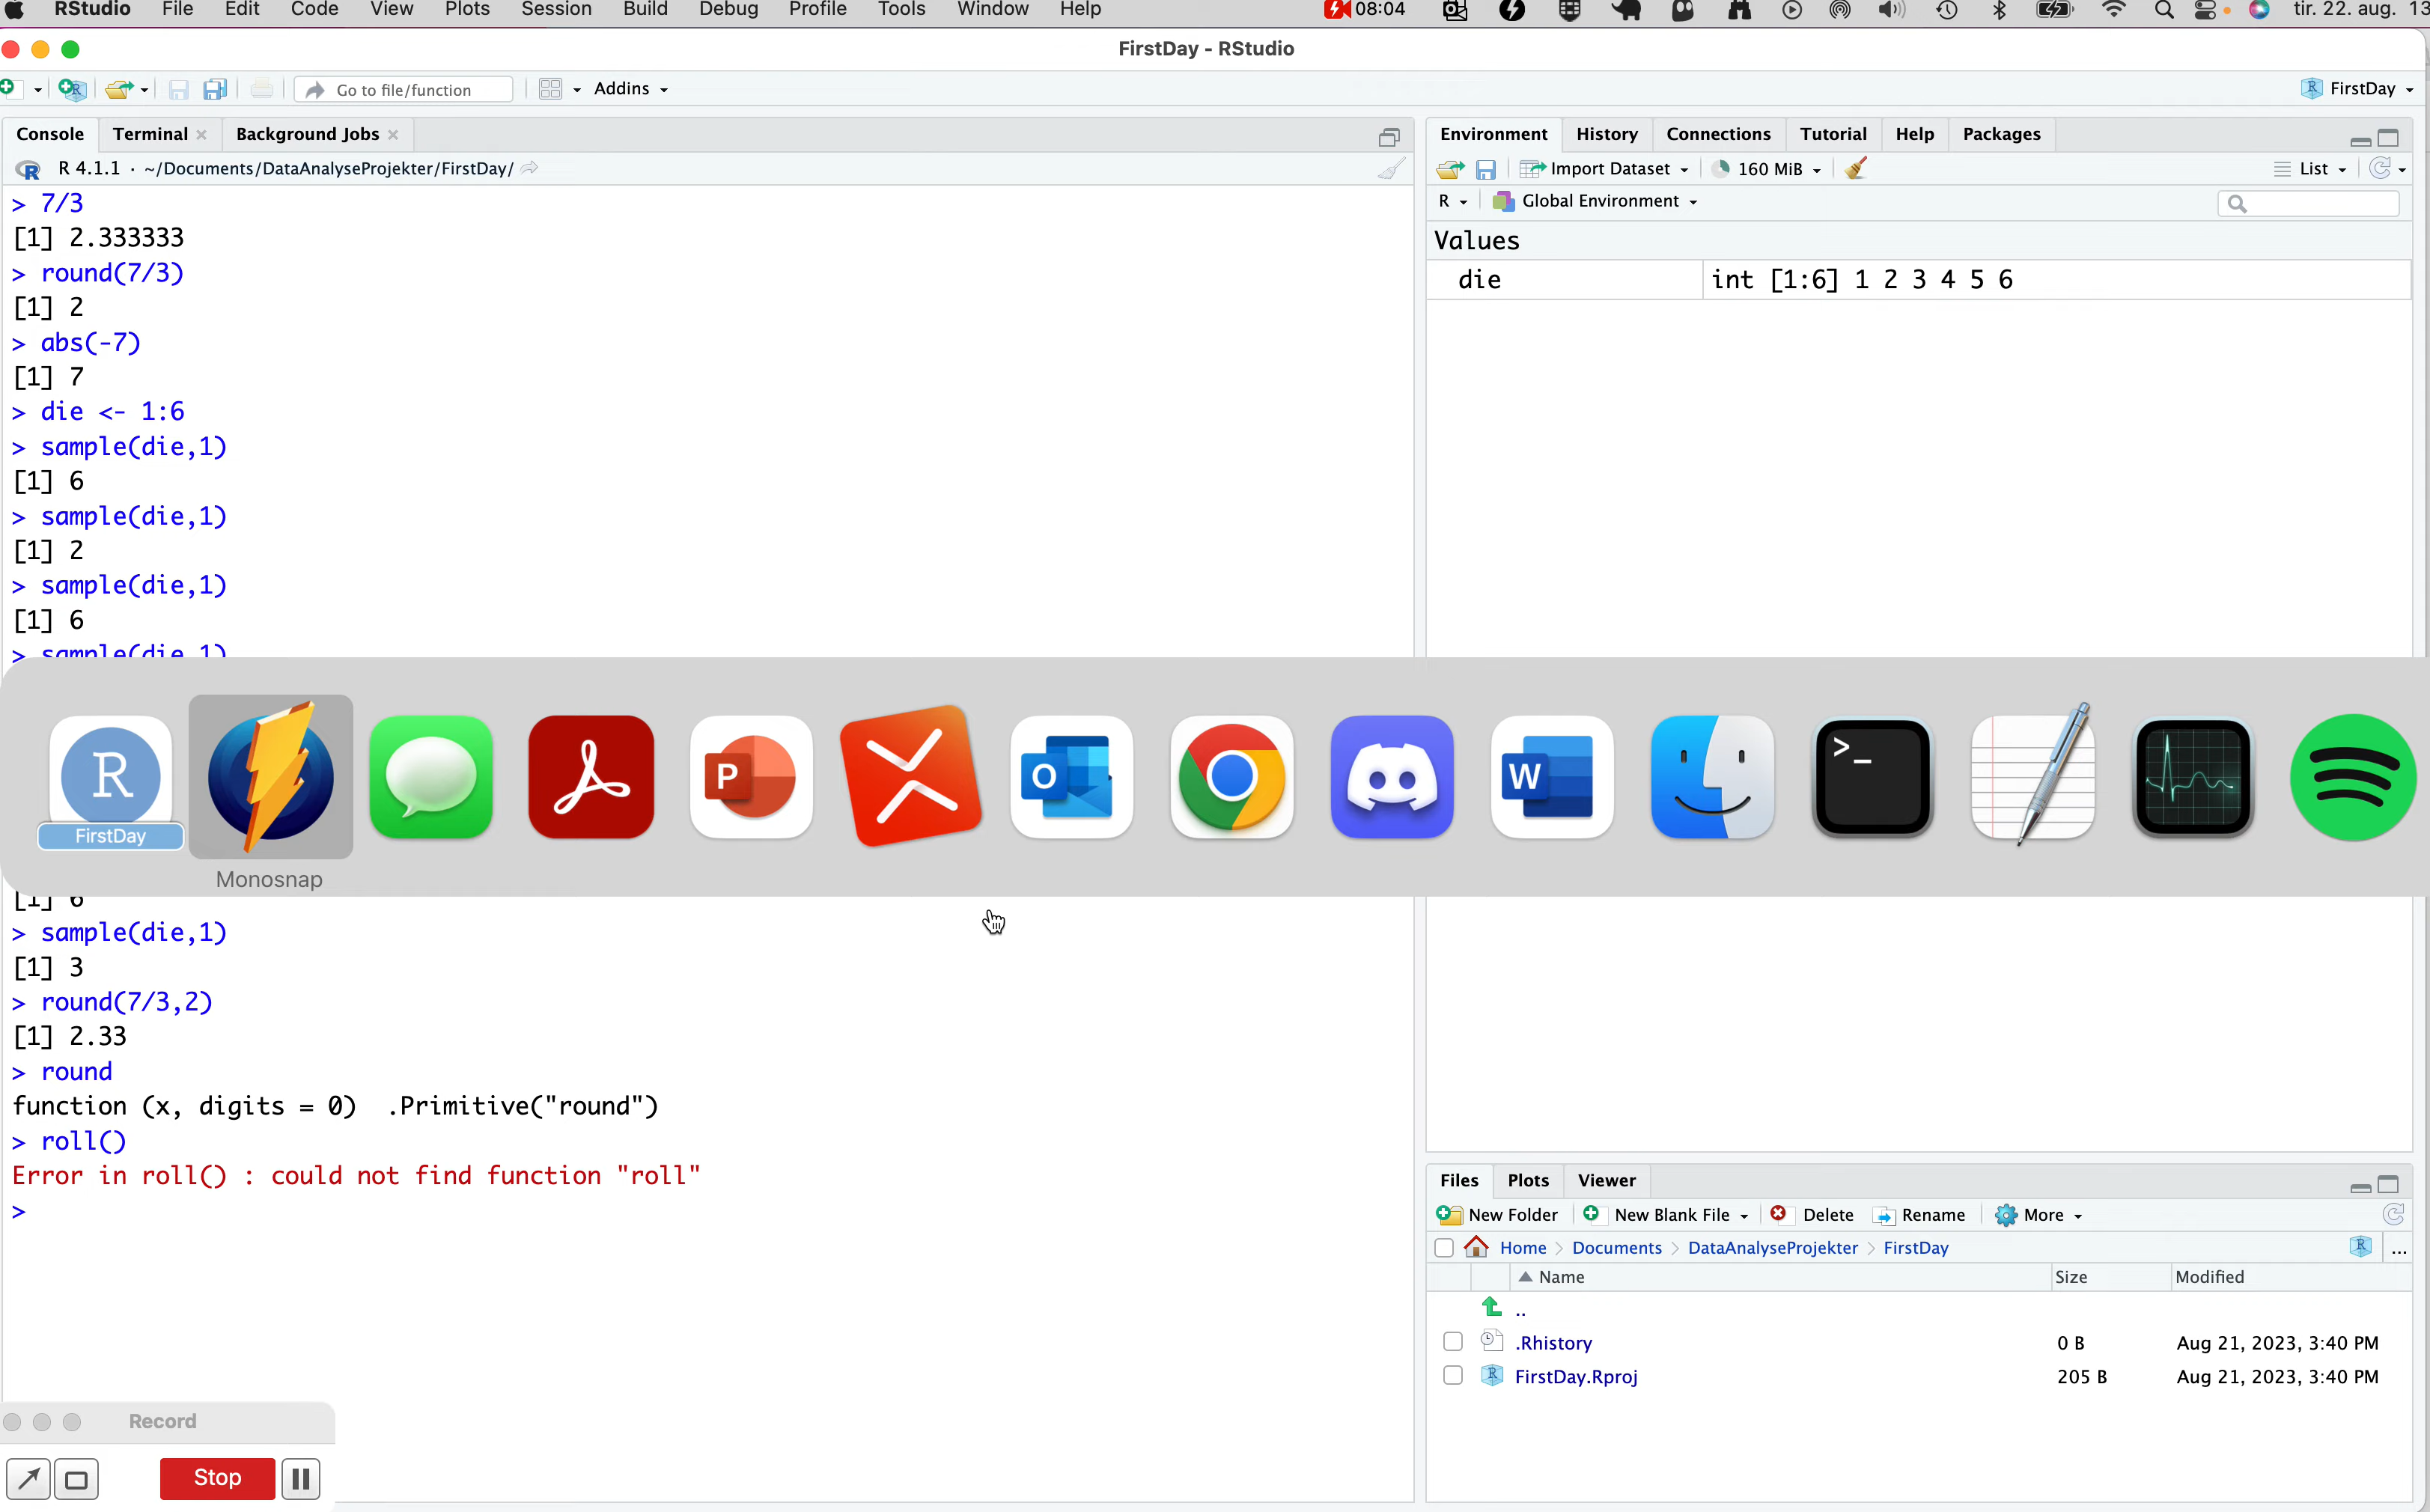 RStudio File Edit Code View Plots Session Build Debug Profile Tools Window Help 08:04 tir. 22. aug. 13
FirstDay - RStudio
Go to file/function Addins FirstDay
Console Terminal Background Jobs
R 4.1.1 · ~/Documents/DataAnalyseProjekter/FirstDay/
> 7/3
[1] 2.333333
> round(7/3)
[1] 2
> abs(-7)
[1] 7
> die <- 1:6
> sample(die,1)
[1] 6
> sample(die,1)
[1] 2
> sample(die,1)
[1] 6
> sample(die,1)
Environment History Connections Tutorial Help Packages
Import Dataset 160 MiB List
R Global Environment
Values
die int [1:6] 1 2 3 4 5 6
R
FirstDay
P
O
W
>_
Monosnap
[1] 6
> sample(die,1)
[1] 3
> round(7/3,2)
[1] 2.33
> round
function (x, digits = 0)  .Primitive("round")
> roll()
Error in roll() : could not find function "roll"
>
Files Plots Viewer
New Folder New Blank File Delete Rename More
Home Documents DataAnalyseProjekter FirstDay ...
Name Size Modified
..
.Rhistory 0 B Aug 21, 2023, 3:40 PM
FirstDay.Rproj 205 B Aug 21, 2023, 3:40 PM
Record
Stop